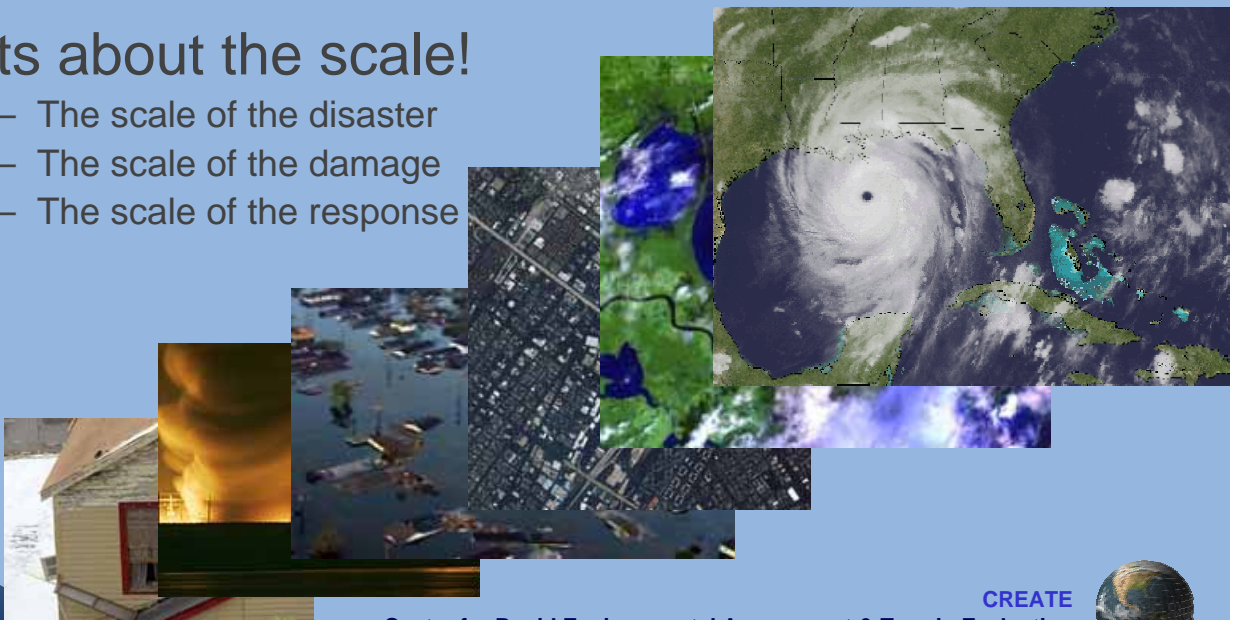 ts about the scale!
– The scale of the disaster
– The scale of the damage
– The scale of the response
CREATE